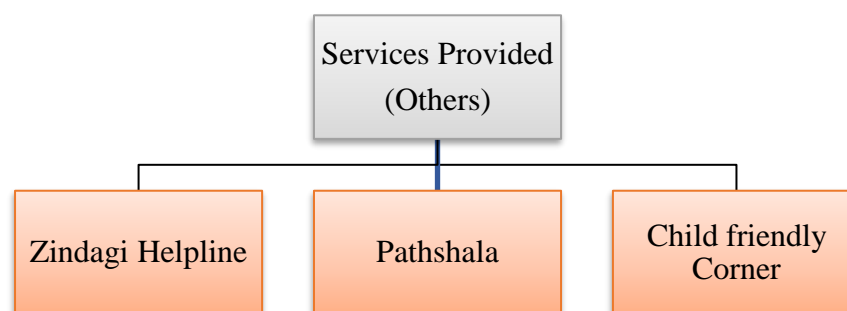 Services Provided
(Others)
Zindagi Helpline
Pathshala
Child friendly
Corner